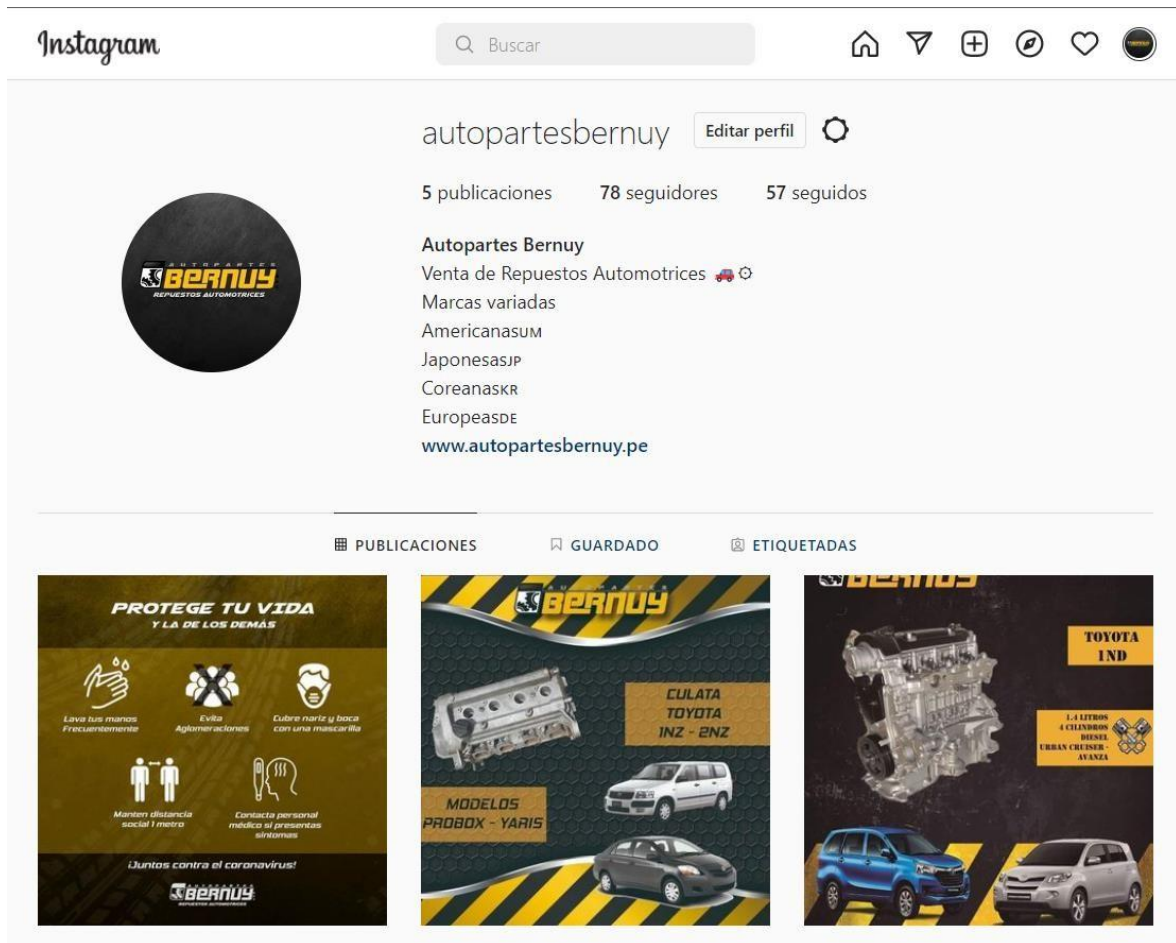 Instagram
Buscar
autopartesbernuy
Editar perfil
5 publicaciones 78 seguidores 57 seguidos
Autopartes Bernuy
Venta de Repuestos Automotrices 🚗⚙
Marcas variadas
AmericanasUM
JaponesasJP
CoreanasKR
EuropeasDE
www.autopartesbernuy.pe
AUTOPARTES
BERNUY
REPUESTOS AUTOMOTRICES
PUBLICACIONES
GUARDADO
ETIQUETADAS
PROTEGE TU VIDA
Y LA DE LOS DEMÁS
Lava tus manos
Frecuentemente
Evita
Aglomeraciones
Cubre nariz y boca
con una mascarilla
Manten distancia
social 1 metro
Contacta personal
médico si presentas
síntomas
¡Juntos contra el coronavirus!
BERNUY
REPUESTOS AUTOMOTRICES
AUTOPARTES
BERNUY
CULATA
TOYOTA
1NZ - 2NZ
MODELOS
PROBOX - YARIS
BERNUY
TOYOTA
1ND
1.4 LITROS
4 CILINDROS
DIESEL
URBAN CRUISER -
AVANZA